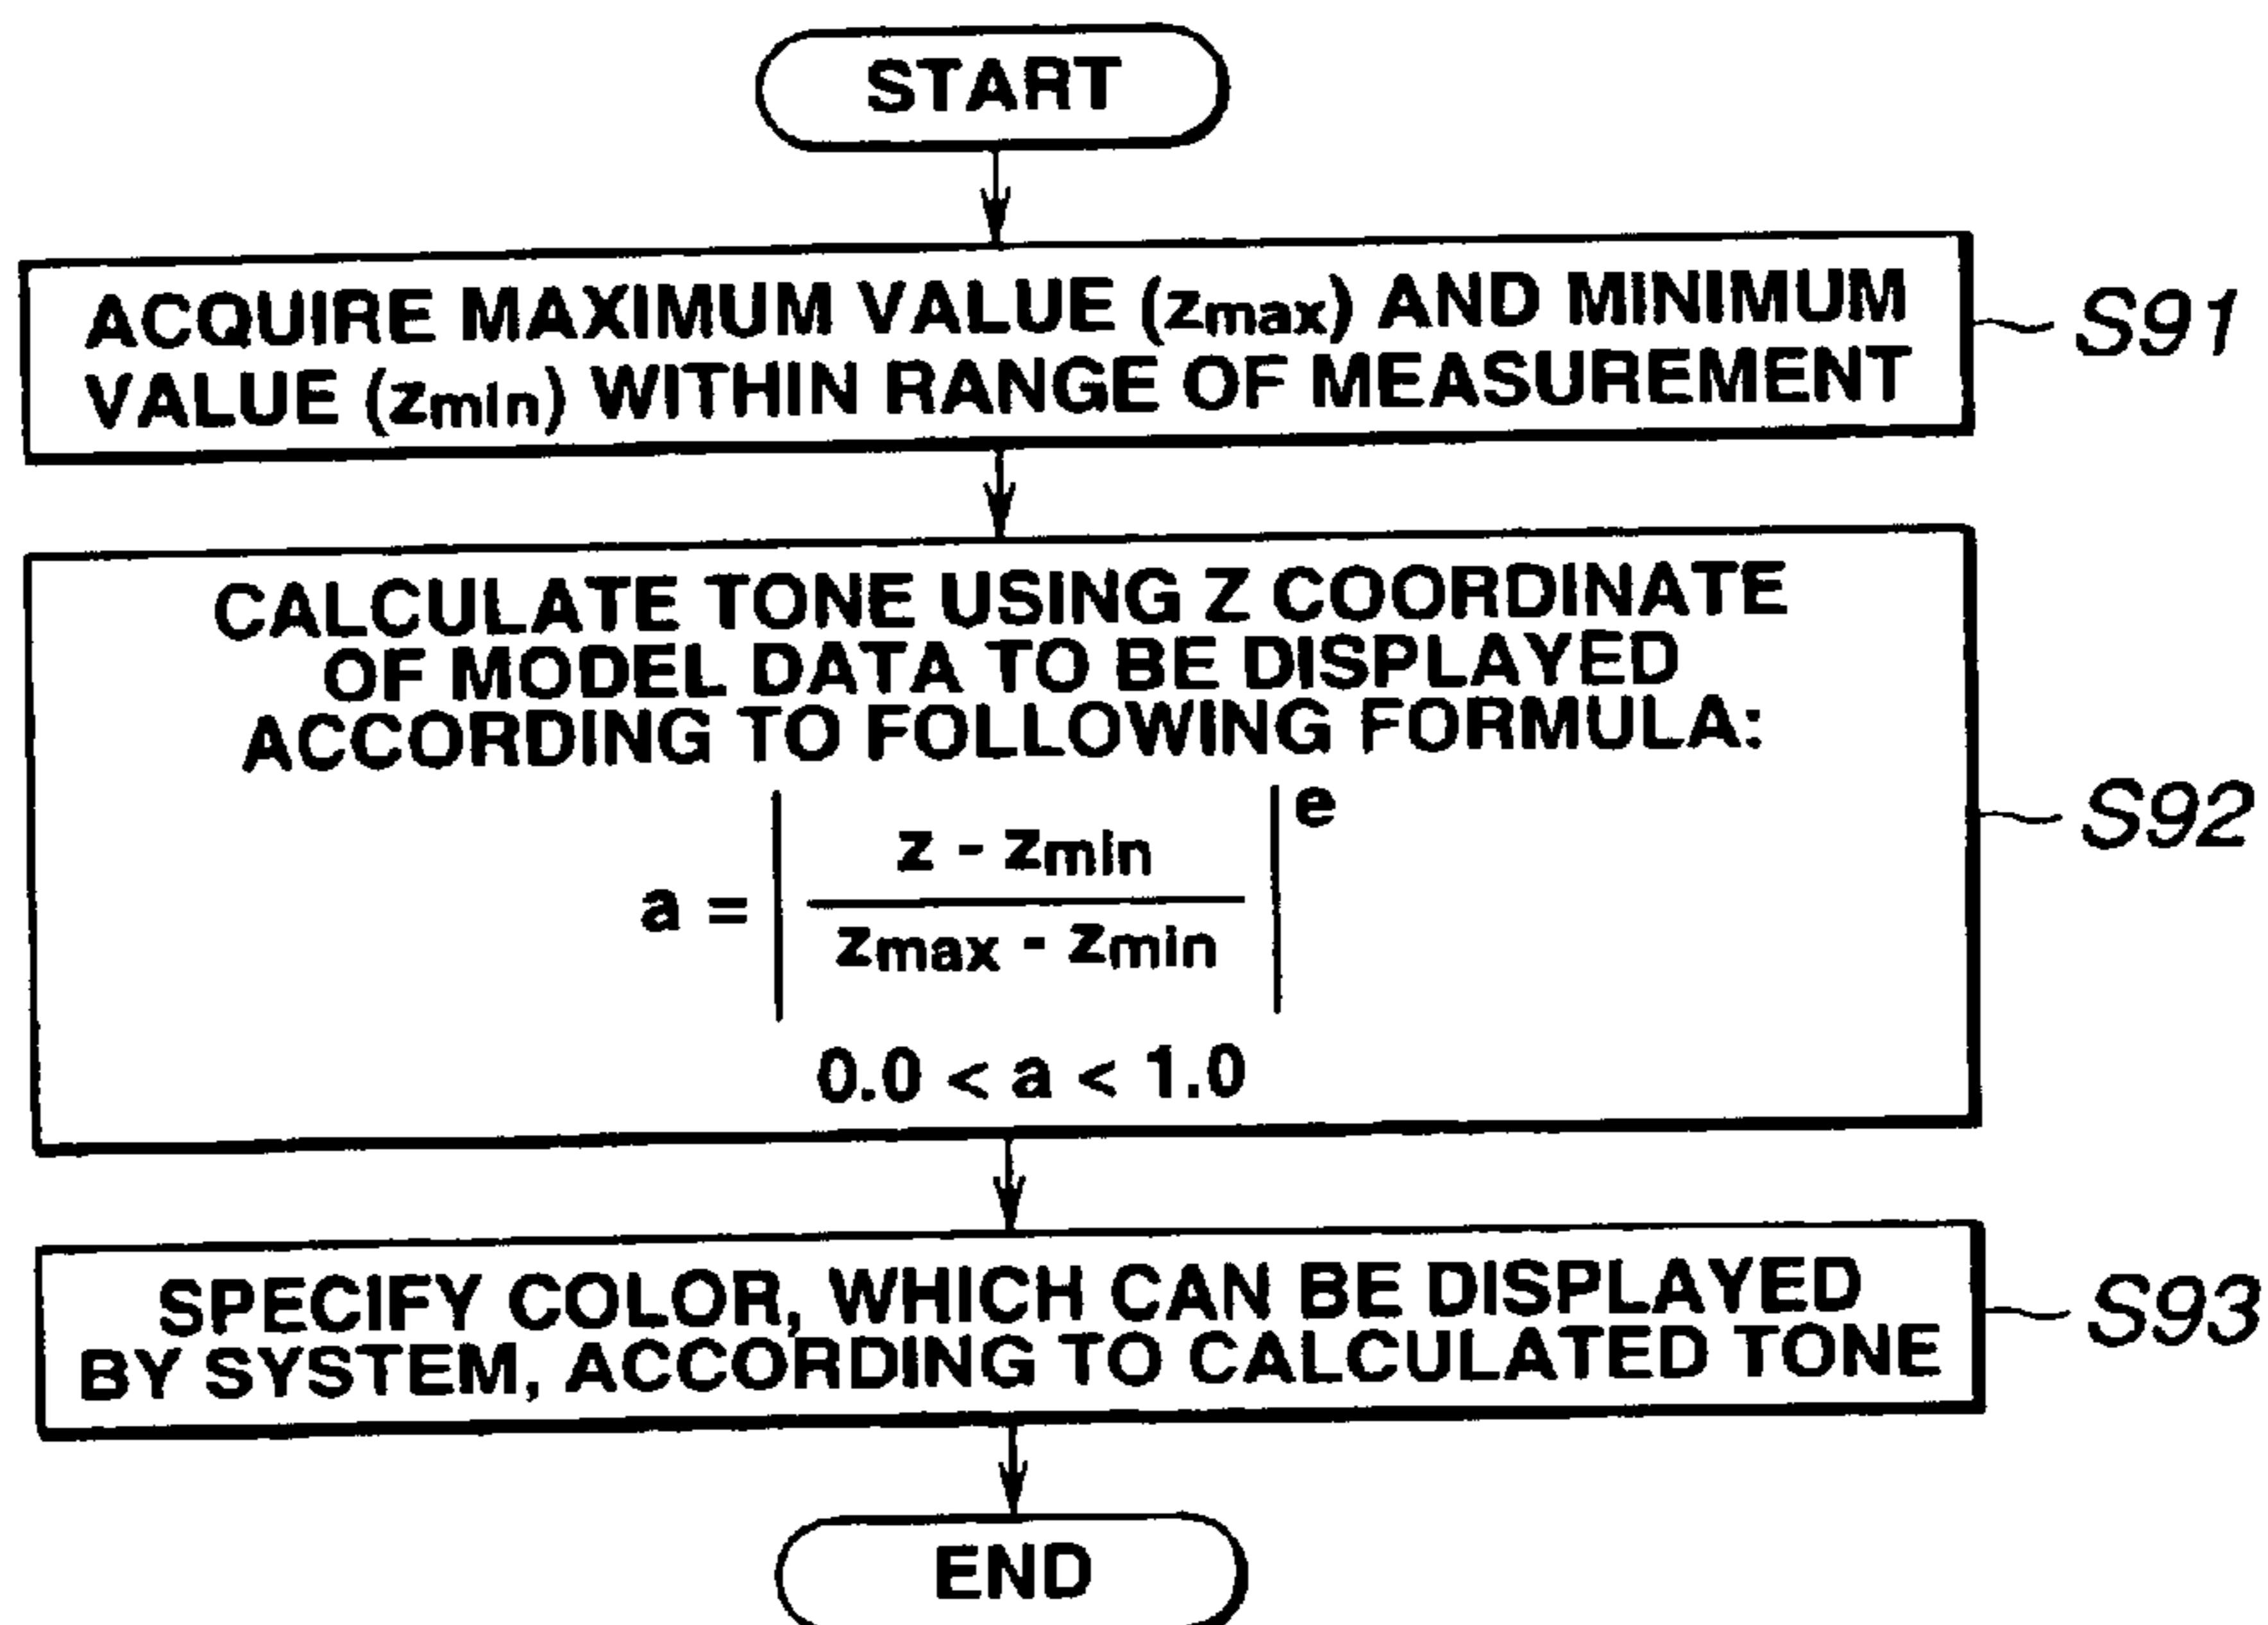 START
ACQUIRE MAXIMUM VALUE (zmax) AND MINIMUM
VALUE (zmin) WITHIN RANGE OF MEASUREMENT
S91
CALCULATE TONE USING Z COORDINATE
OF MODEL DATA TO BE DISPLAYED
ACCORDING TO FOLLOWING FORMULA:
a = | (z - zmin) / (zmax - zmin) |^e
0.0 < a < 1.0
S92
SPECIFY COLOR, WHICH CAN BE DISPLAYED
BY SYSTEM, ACCORDING TO CALCULATED TONE
S93
END